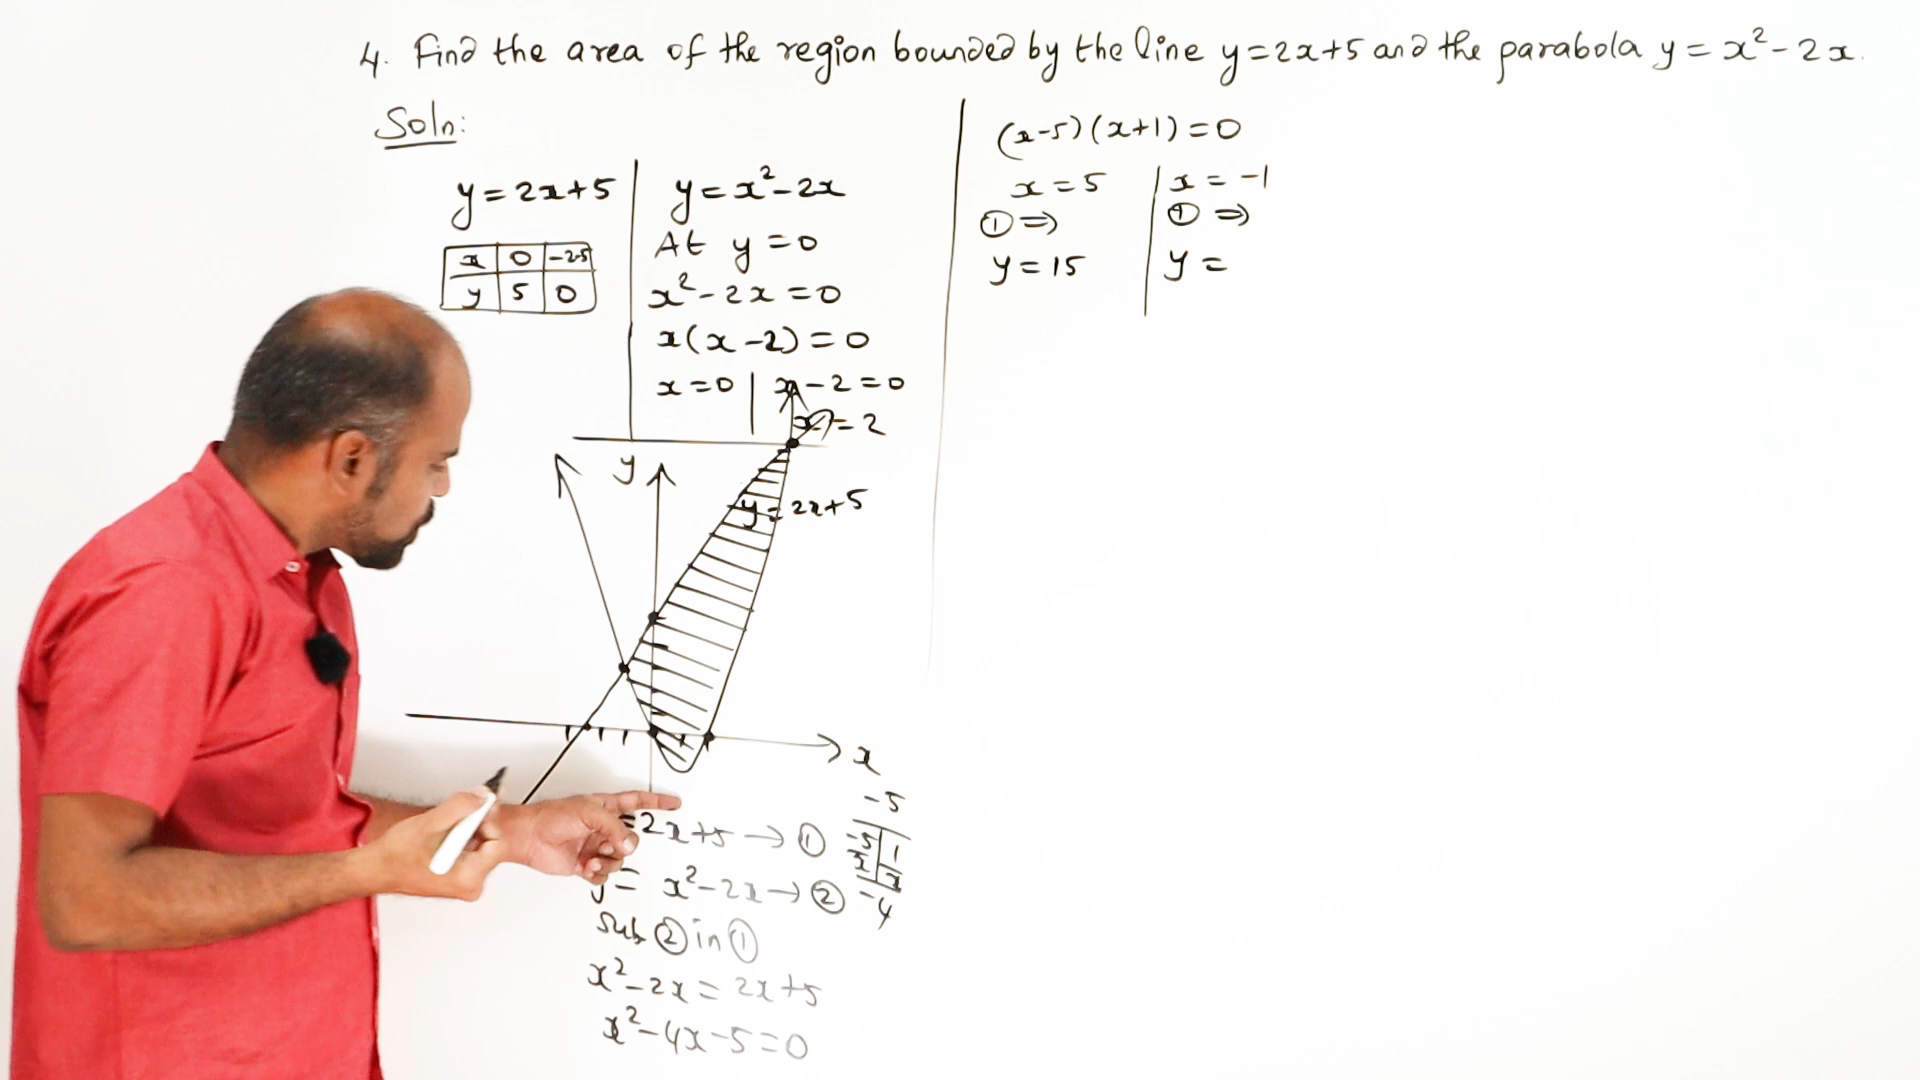 4. Find the area of the region bounded by the line y=2x+5 and the parabola y = x²-2x.
Soln:
y=2x+5
x 0 -2.5
y 5 0
y=x²-2x
At y=0
x²-2x=0
x(x-2)=0
x=0 | x-2=0
x=2
y
y=2x+5
x
=2x+5 → ①
y= x²-2x → ②
Sub ② in ①
x²-2x = 2x+5
x²-4x-5=0
-5
-5 1
x x
-4
(x-5)(x+1)=0
x=5
①⇒
y=15
x=-1
①⇒
y=